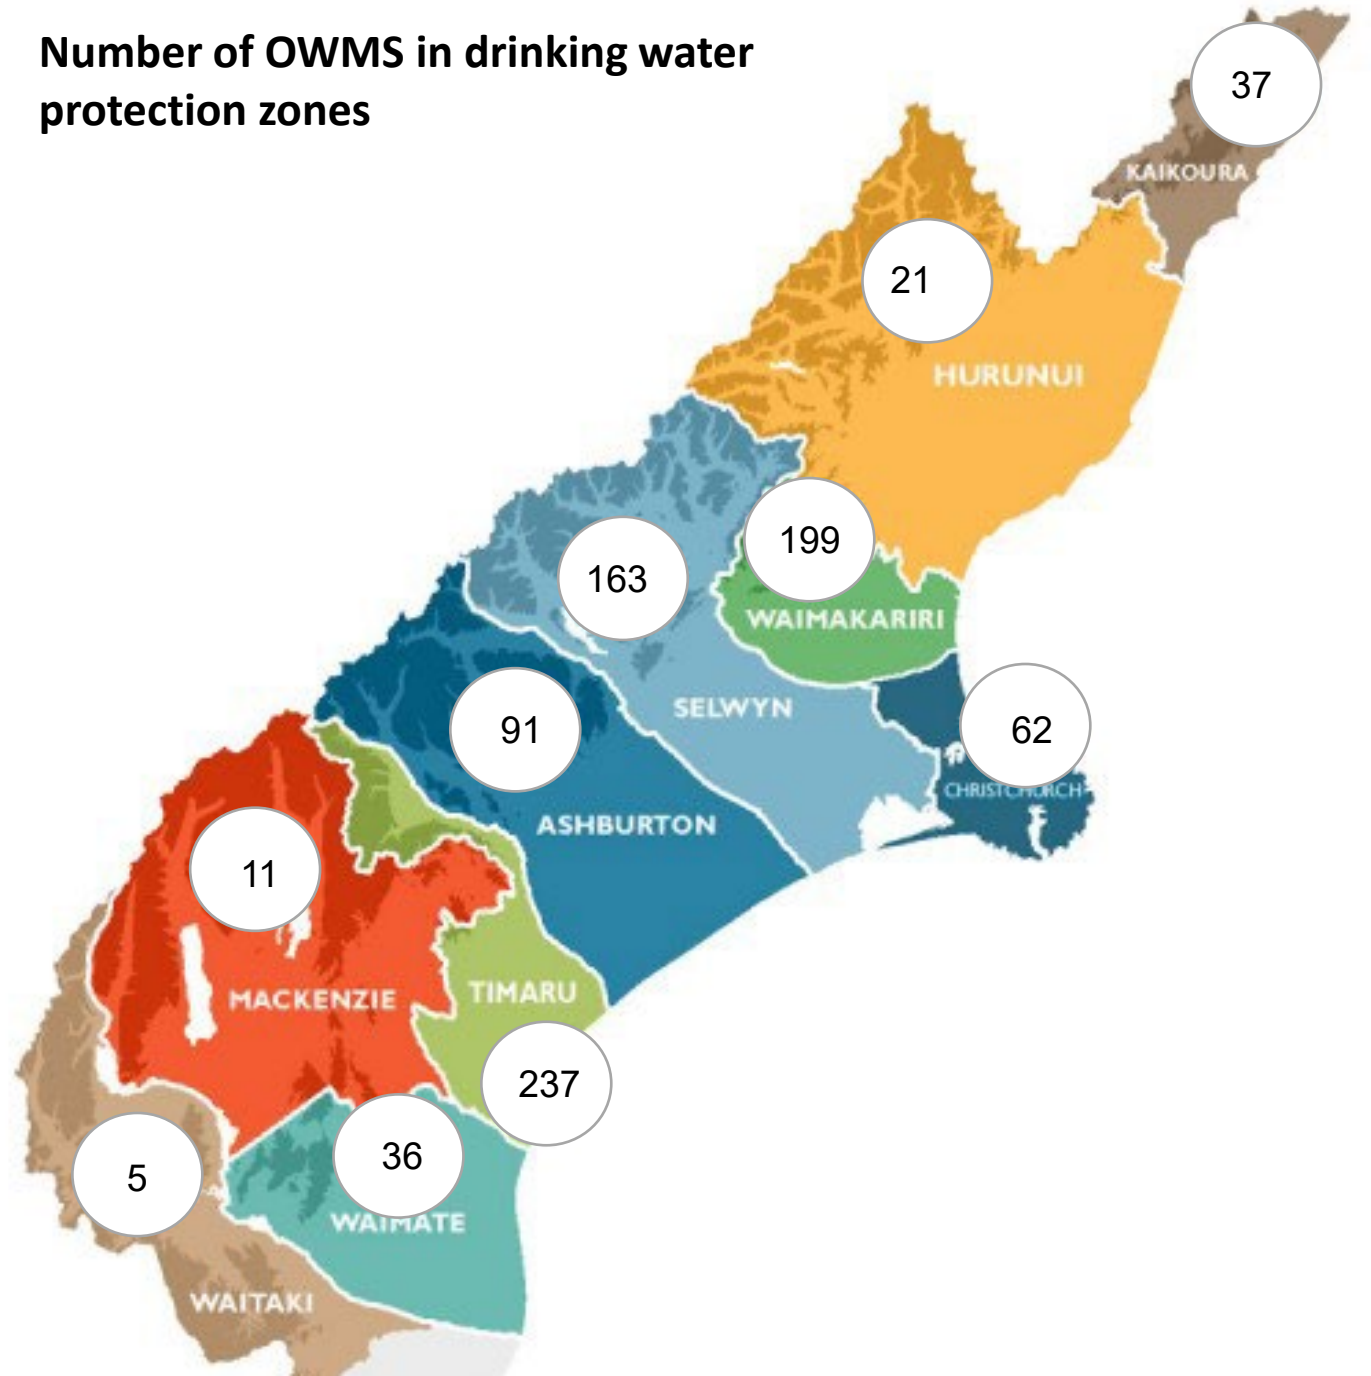 Number of OWMS in drinking water
protection zones
37
KAIKOURA
21
HURUNUI
199
163
WAIMAKARIRI
SELWYN
62
91
CHRISTCHURCH
ASHBURTON
11
TIMARU
MACKENZIE
237
36
5
WAIMATE
WAITAKI